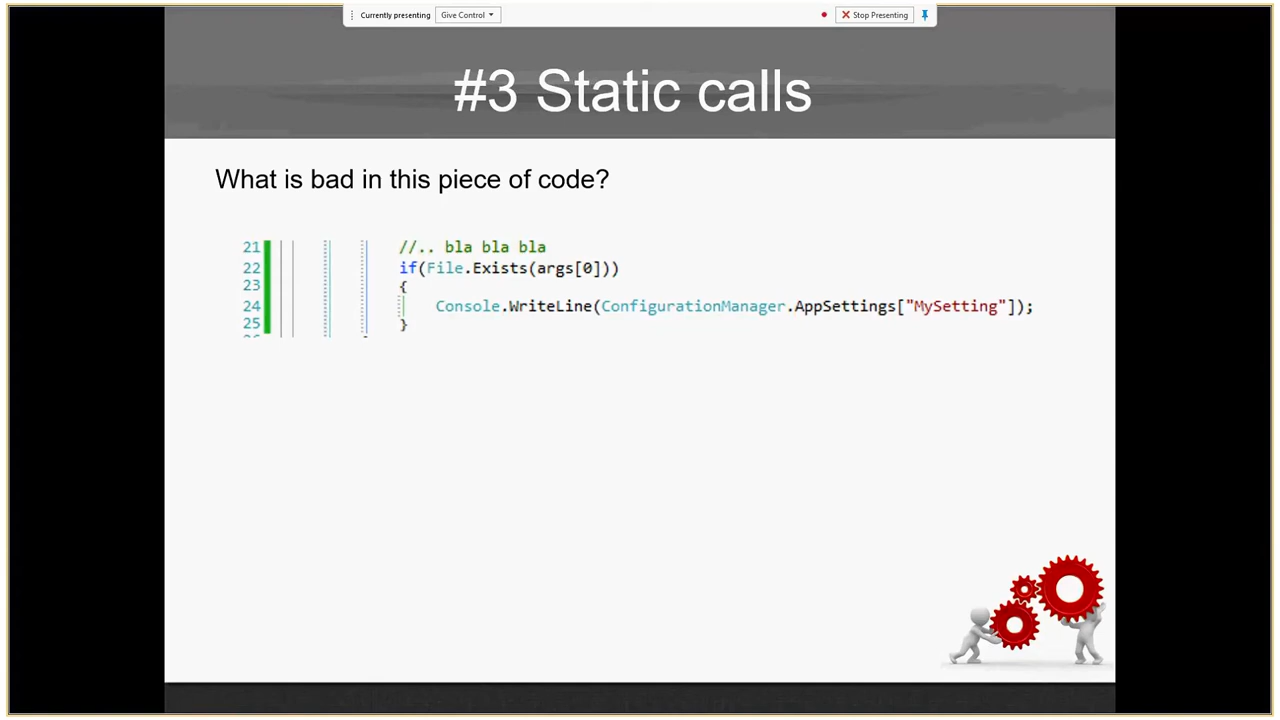 Currently presenting Give Control Stop Presenting
#3 Static calls
What is bad in this piece of code?
21 //.. bla bla bla
22 if(File.Exists(args[0]))
23 {
24 Console.WriteLine(ConfigurationManager.AppSettings["MySetting"]);
25 }